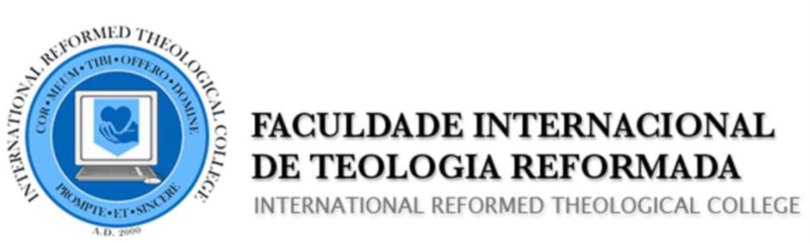 INTERNATIONAL REFORMED THEOLOGICAL COLLEGE
COR • MEUM • TIBI • OFFERO • DOMINE
PROMPTE • ET • SINCERE
A.D. 2000
FACULDADE INTERNACIONAL
DE TEOLOGIA REFORMADA
INTERNATIONAL REFORMED THEOLOGICAL COLLEGE